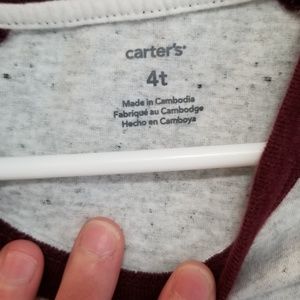 carter's
4t
Made in Cambodia
Fabriqué au Cambodge
Hecho en Camboya